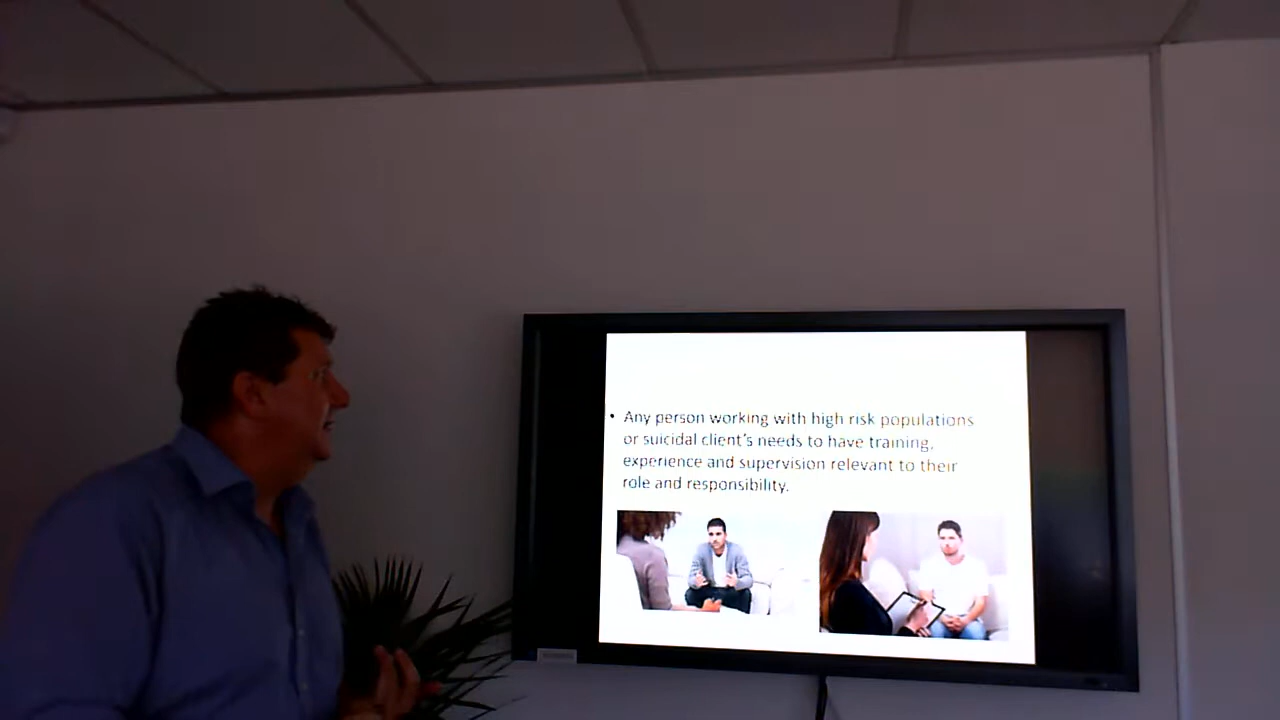 • Any person working with high risk populations
or suicidal client's needs to have training,
experience and supervision relevant to their
role and responsibility.